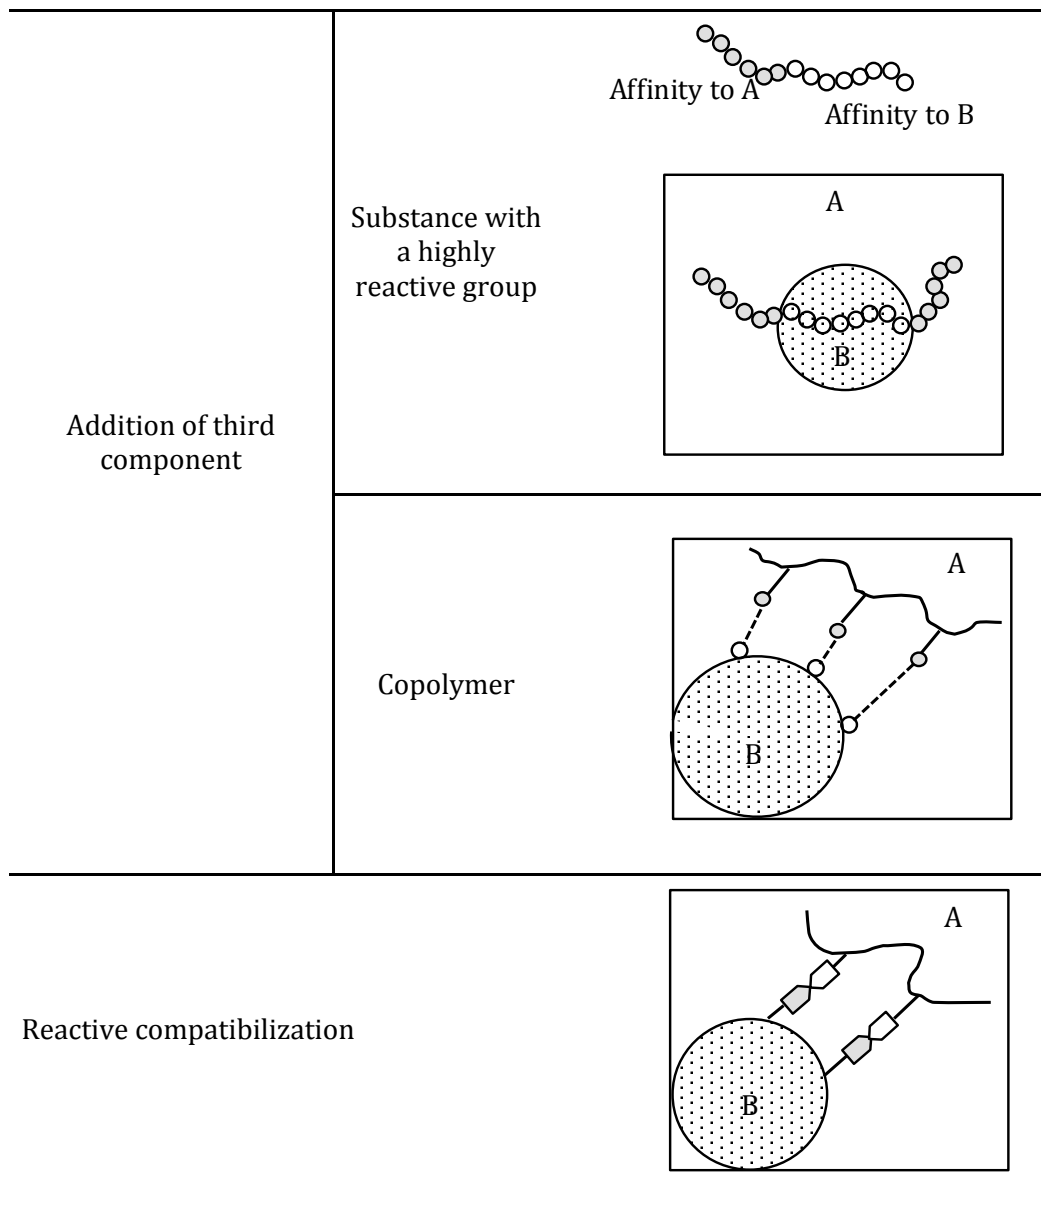 Affinity to A
Affinity to B
A
Substance with
a highly
reactive group
B
Addition of third
component
A
Copolymer
B
A
Reactive compatibilization
B